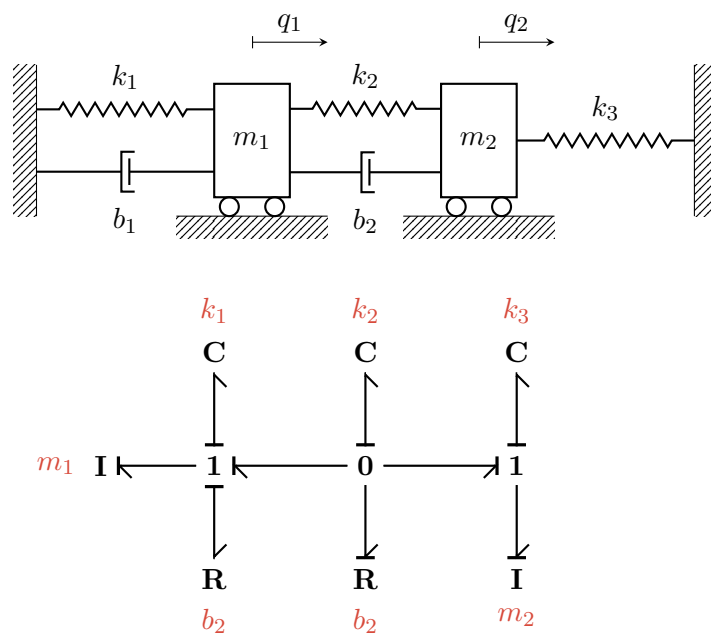 q₁ q₂
k₁ k₂ k₃
m₁ m₂
b₁ b₂
k₁ k₂ k₃
C C C
m₁ I 1 0 1
R R I
b₂ b₂ m₂